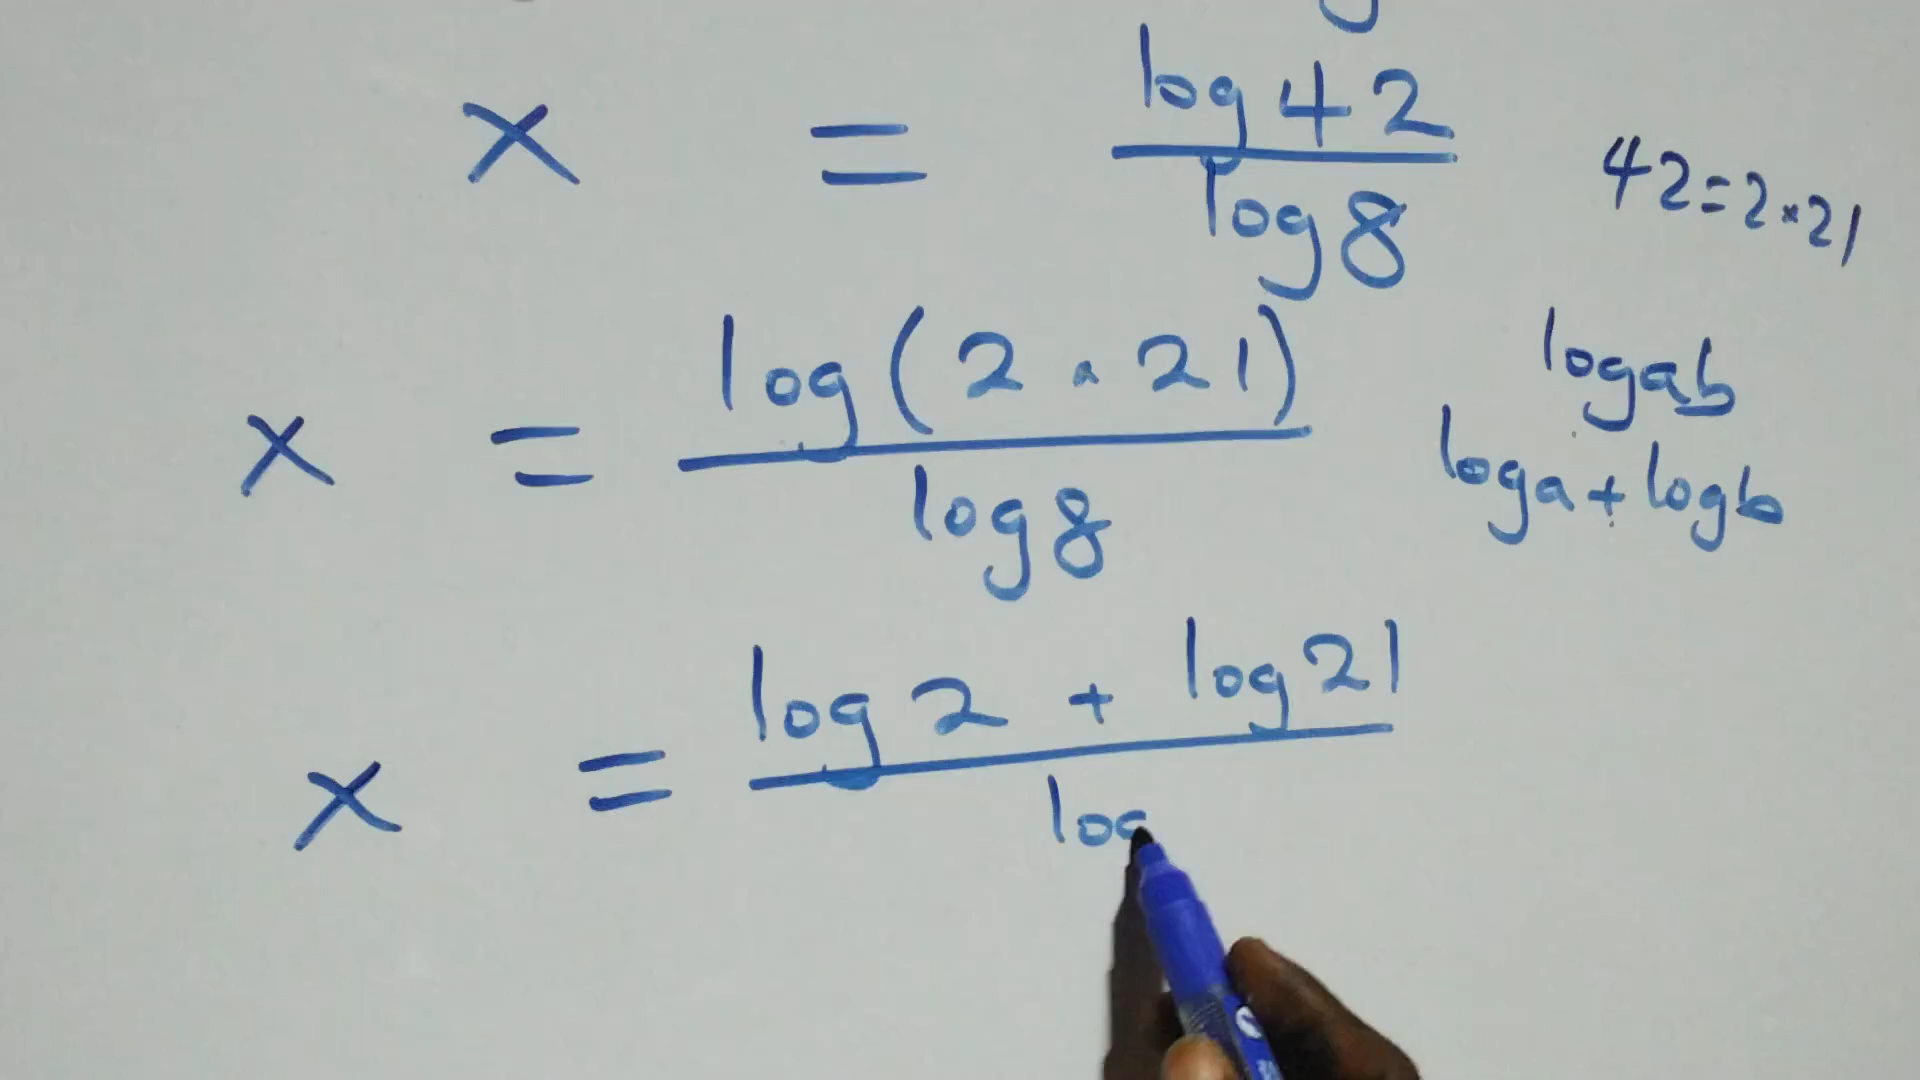 x = log 42
log 8
42 = 2 × 21
x = log (2 · 21)
log 8
log ab
log a + log b
x = log 2 + log 21
log